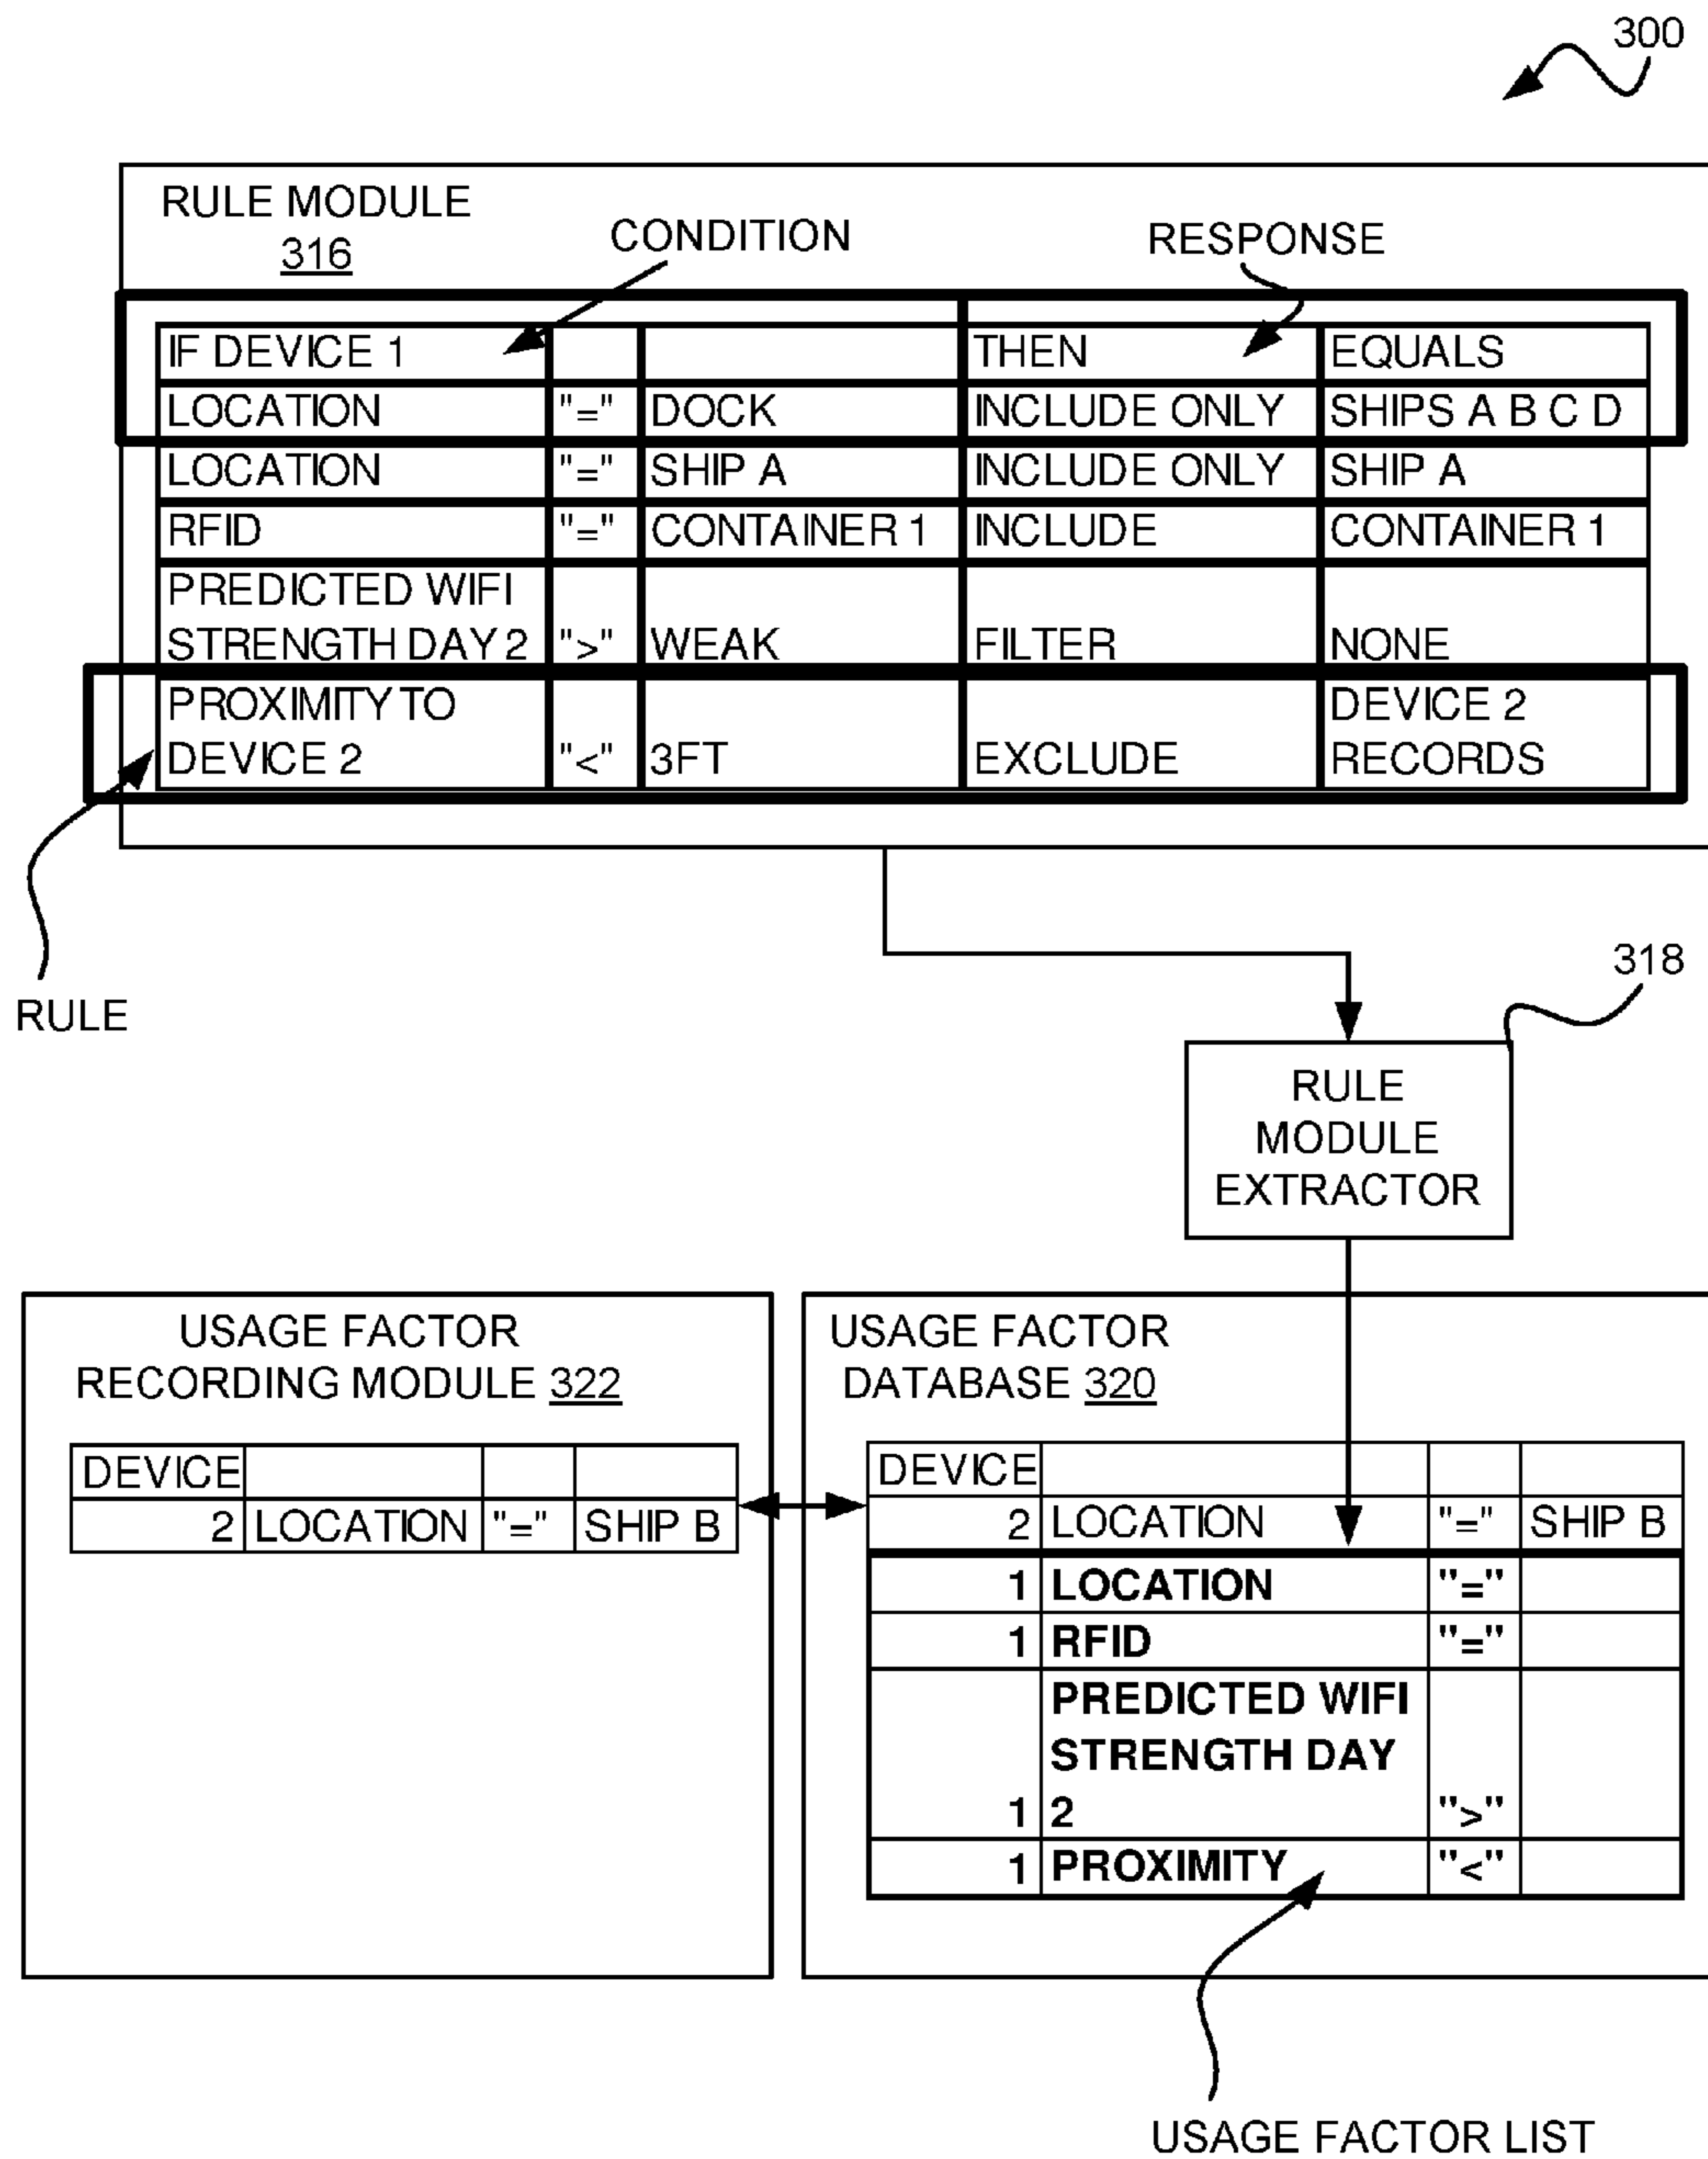 300
RULE MODULE
316
CONDITION
RESPONSE
IF DEVICE 1 THEN EQUALS
LOCATION "=" DOCK INCLUDE ONLY SHIPS A B C D
LOCATION "=" SHIP A INCLUDE ONLY SHIP A
RFID "=" CONTAINER 1 INCLUDE CONTAINER 1
PREDICTED WIFI
STRENGTH DAY 2 ">" WEAK FILTER NONE
PROXIMITY TO DEVICE 2
DEVICE 2 "<" 3FT EXCLUDE RECORDS
RULE
318
RULE
MODULE
EXTRACTOR
USAGE FACTOR
RECORDING MODULE 322
DEVICE
2 LOCATION "=" SHIP B
USAGE FACTOR
DATABASE 320
DEVICE
2 LOCATION "=" SHIP B
1 LOCATION "="
1 RFID "="
PREDICTED WIFI
STRENGTH DAY
1 2 ">"
1 PROXIMITY "<"
USAGE FACTOR LIST